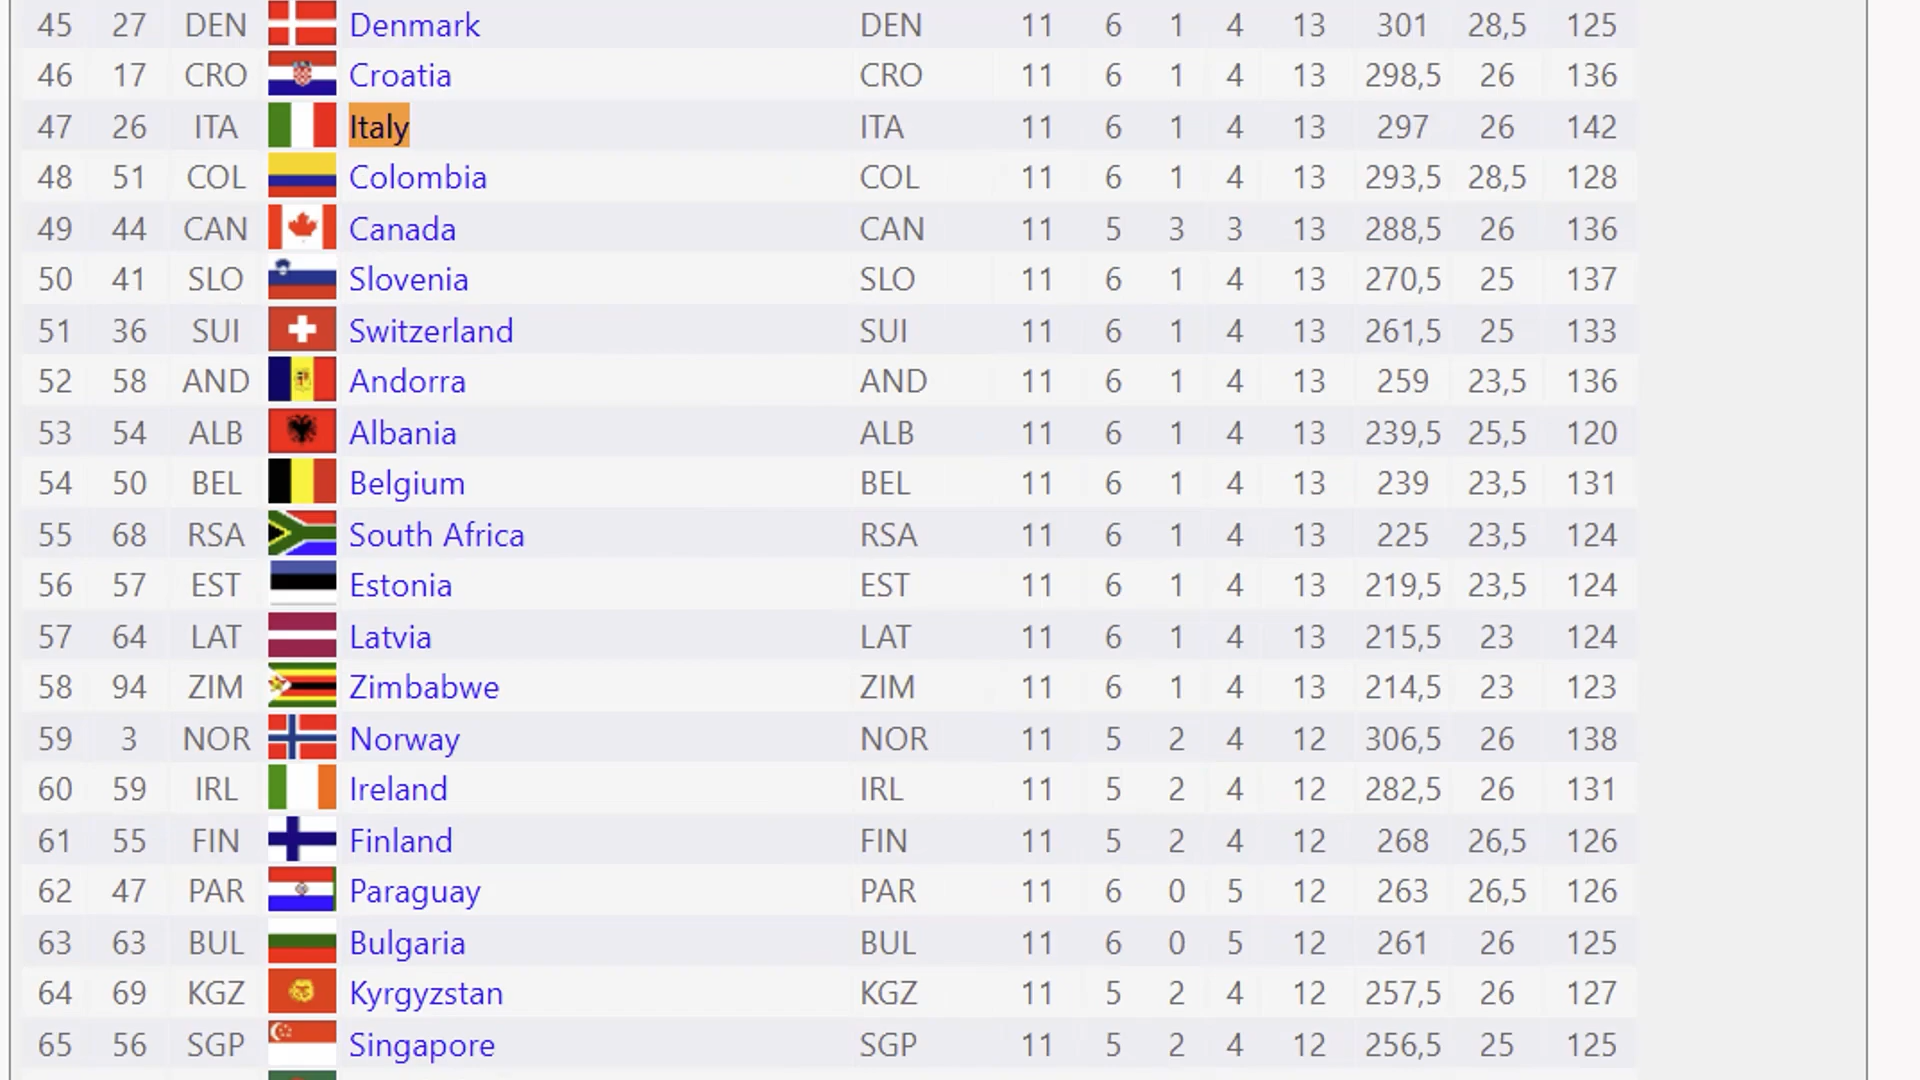 45 27 DEN Denmark DEN 11 6 1 4 13 301 28,5 125
46 17 CRO Croatia CRO 11 6 1 4 13 298,5 26 136
47 26 ITA Italy ITA 11 6 1 4 13 297 26 142
48 51 COL Colombia COL 11 6 1 4 13 293,5 28,5 128
49 44 CAN Canada CAN 11 5 3 3 13 288,5 26 136
50 41 SLO Slovenia SLO 11 6 1 4 13 270,5 25 137
51 36 SUI Switzerland SUI 11 6 1 4 13 261,5 25 133
52 58 AND Andorra AND 11 6 1 4 13 259 23,5 136
53 54 ALB Albania ALB 11 6 1 4 13 239,5 25,5 120
54 50 BEL Belgium BEL 11 6 1 4 13 239 23,5 131
55 68 RSA South Africa RSA 11 6 1 4 13 225 23,5 124
56 57 EST Estonia EST 11 6 1 4 13 219,5 23,5 124
57 64 LAT Latvia LAT 11 6 1 4 13 215,5 23 124
58 94 ZIM Zimbabwe ZIM 11 6 1 4 13 214,5 23 123
59 3 NOR Norway NOR 11 5 2 4 12 306,5 26 138
60 59 IRL Ireland IRL 11 5 2 4 12 282,5 26 131
61 55 FIN Finland FIN 11 5 2 4 12 268 26,5 126
62 47 PAR Paraguay PAR 11 6 0 5 12 263 26,5 126
63 63 BUL Bulgaria BUL 11 6 0 5 12 261 26 125
64 69 KGZ Kyrgyzstan KGZ 11 5 2 4 12 257,5 26 127
65 56 SGP Singapore SGP 11 5 2 4 12 256,5 25 125